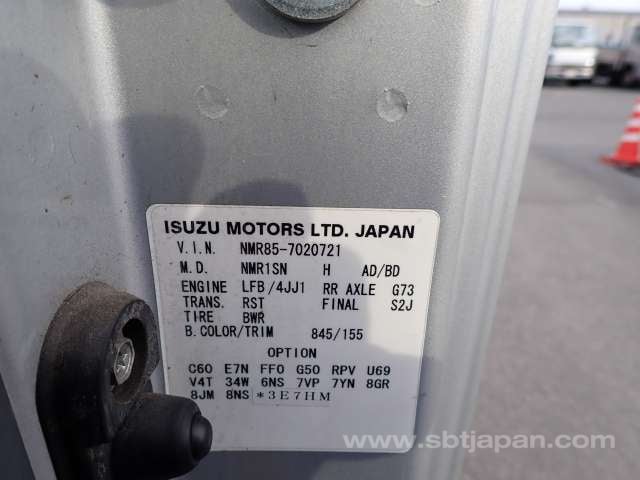 ISUZU MOTORS LTD. JAPAN
V.I.N. NMR85-7020721
M.D. NMR1SN H AD/BD
ENGINE LFB/4JJ1 RR AXLE G73
TRANS. RST FINAL S2J
TIRE BWR
B.COLOR/TRIM 845/155
OPTION
C60 E7N FF0 G50 RPV U69
V4T 34W 6NS 7VP 7YN 8GR
8JM 8NS *3E7HM
www.sbtjapan.com